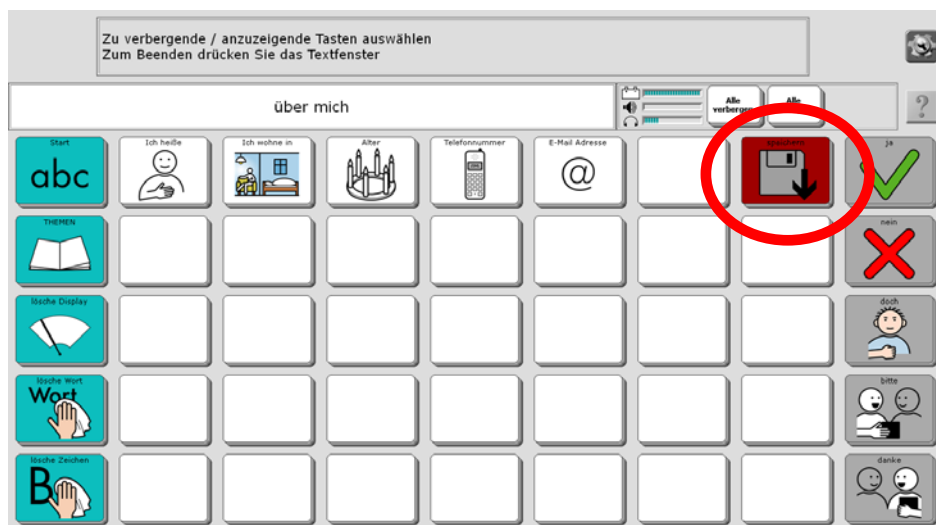 Zu verbergende / anzuzeigende Tasten auswählen
Zum Beenden drücken Sie das Textfenster
über mich
Alle
verbergen
Alle
?
Start
abc
Ich heiße
Ich wohne in
Alter
Telefonnummer
E-Mail Adresse
@
speichern
ja
THEMEN
nein
lösche Display
doch
lösche Wort
Wort
bitte
lösche Zeichen
B
danke